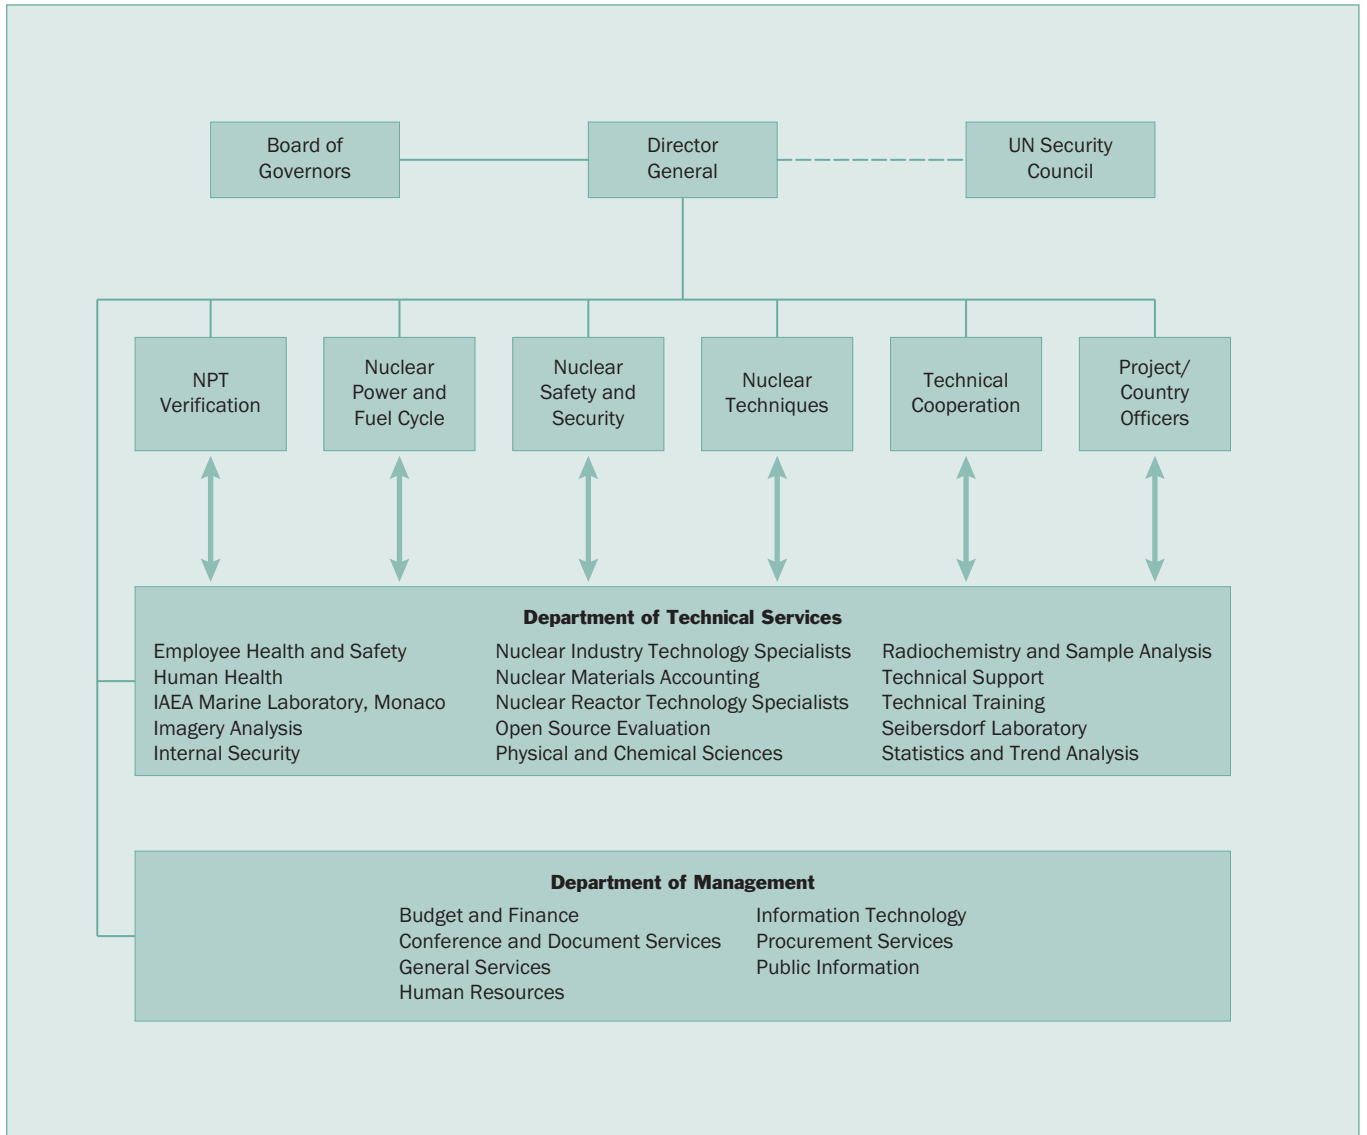 Board of
Governors
Director
General
UN Security
Council
NPT
Verification
Nuclear
Power and
Fuel Cycle
Nuclear
Safety and
Security
Nuclear
Techniques
Technical
Cooperation
Project/
Country
Officers
Department of Technical Services
Employee Health and Safety
Human Health
IAEA Marine Laboratory, Monaco
Imagery Analysis
Internal Security
Nuclear Industry Technology Specialists
Nuclear Materials Accounting
Nuclear Reactor Technology Specialists
Open Source Evaluation
Physical and Chemical Sciences
Radiochemistry and Sample Analysis
Technical Support
Technical Training
Seibersdorf Laboratory
Statistics and Trend Analysis
Department of Management
Budget and Finance
Conference and Document Services
General Services
Human Resources
Information Technology
Procurement Services
Public Information